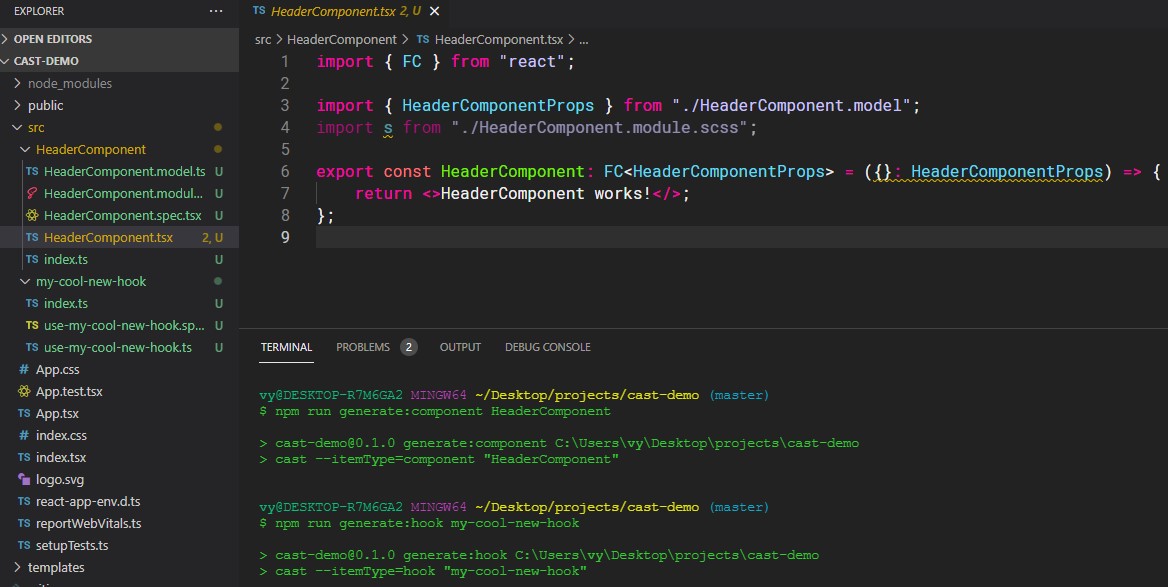 EXPLORER ···
OPEN EDITORS
CAST-DEMO
node_modules
public
src
HeaderComponent
TS HeaderComponent.model.ts U
HeaderComponent.modul... U
HeaderComponent.spec.tsx U
TS HeaderComponent.tsx 2, U
TS index.ts U
my-cool-new-hook
TS index.ts U
TS use-my-cool-new-hook.sp... U
TS use-my-cool-new-hook.ts U
# App.css
App.test.tsx
TS App.tsx
# index.css
TS index.tsx
logo.svg
TS react-app-env.d.ts
TS reportWebVitals.ts
TS setupTests.ts
templates
TS HeaderComponent.tsx 2, U
src > HeaderComponent > TS HeaderComponent.tsx > ...
1 import { FC } from "react";
2
3 import { HeaderComponentProps } from "./HeaderComponent.model";
4 import s from "./HeaderComponent.module.scss";
5
6 export const HeaderComponent: FC<HeaderComponentProps> = ({}: HeaderComponentProps) => {
7 return <>HeaderComponent works!</>;
8 };
9
TERMINAL PROBLEMS 2 OUTPUT DEBUG CONSOLE
vy@DESKTOP-R7M6GA2 MINGW64 ~/Desktop/projects/cast-demo (master)
$ npm run generate:component HeaderComponent
> cast-demo@0.1.0 generate:component C:\Users\vy\Desktop\projects\cast-demo
> cast --itemType=component "HeaderComponent"
vy@DESKTOP-R7M6GA2 MINGW64 ~/Desktop/projects/cast-demo (master)
$ npm run generate:hook my-cool-new-hook
> cast-demo@0.1.0 generate:hook C:\Users\vy\Desktop\projects\cast-demo
> cast --itemType=hook "my-cool-new-hook"